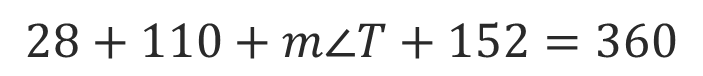 28 + 110 + m∠T + 152 = 360